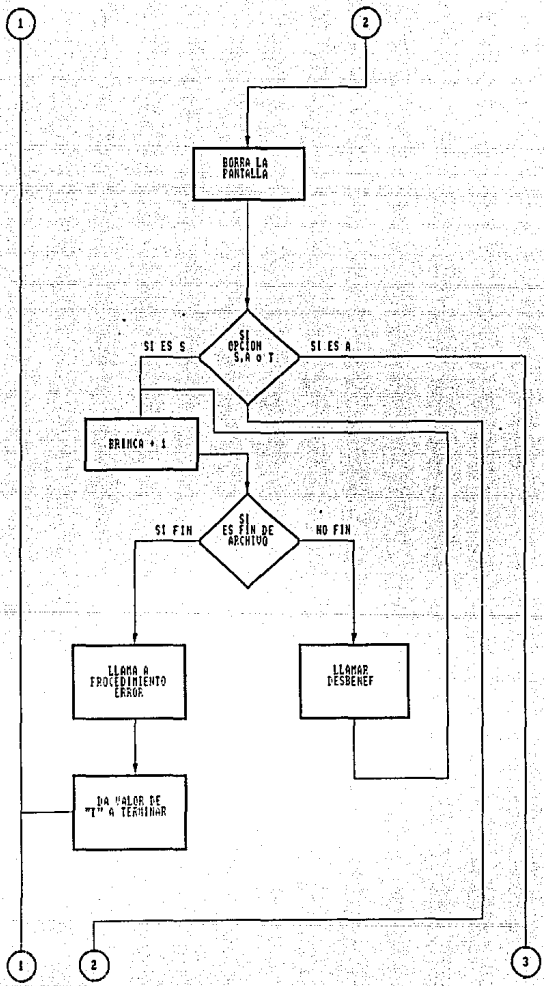 1
2
BORRA LA
PANTALLA
SI
OPCION
S,A o T
SI ES S
SI ES A
BRINCA + 1
SI
ES FIN DE
ARCHIVO
SI FIN
NO FIN
LLAMA A
PROCEDIMIENTO
ERROR
LLAMAR
DESBENEF
DA VALOR DE
"T" A TERMINAR
1
2
3